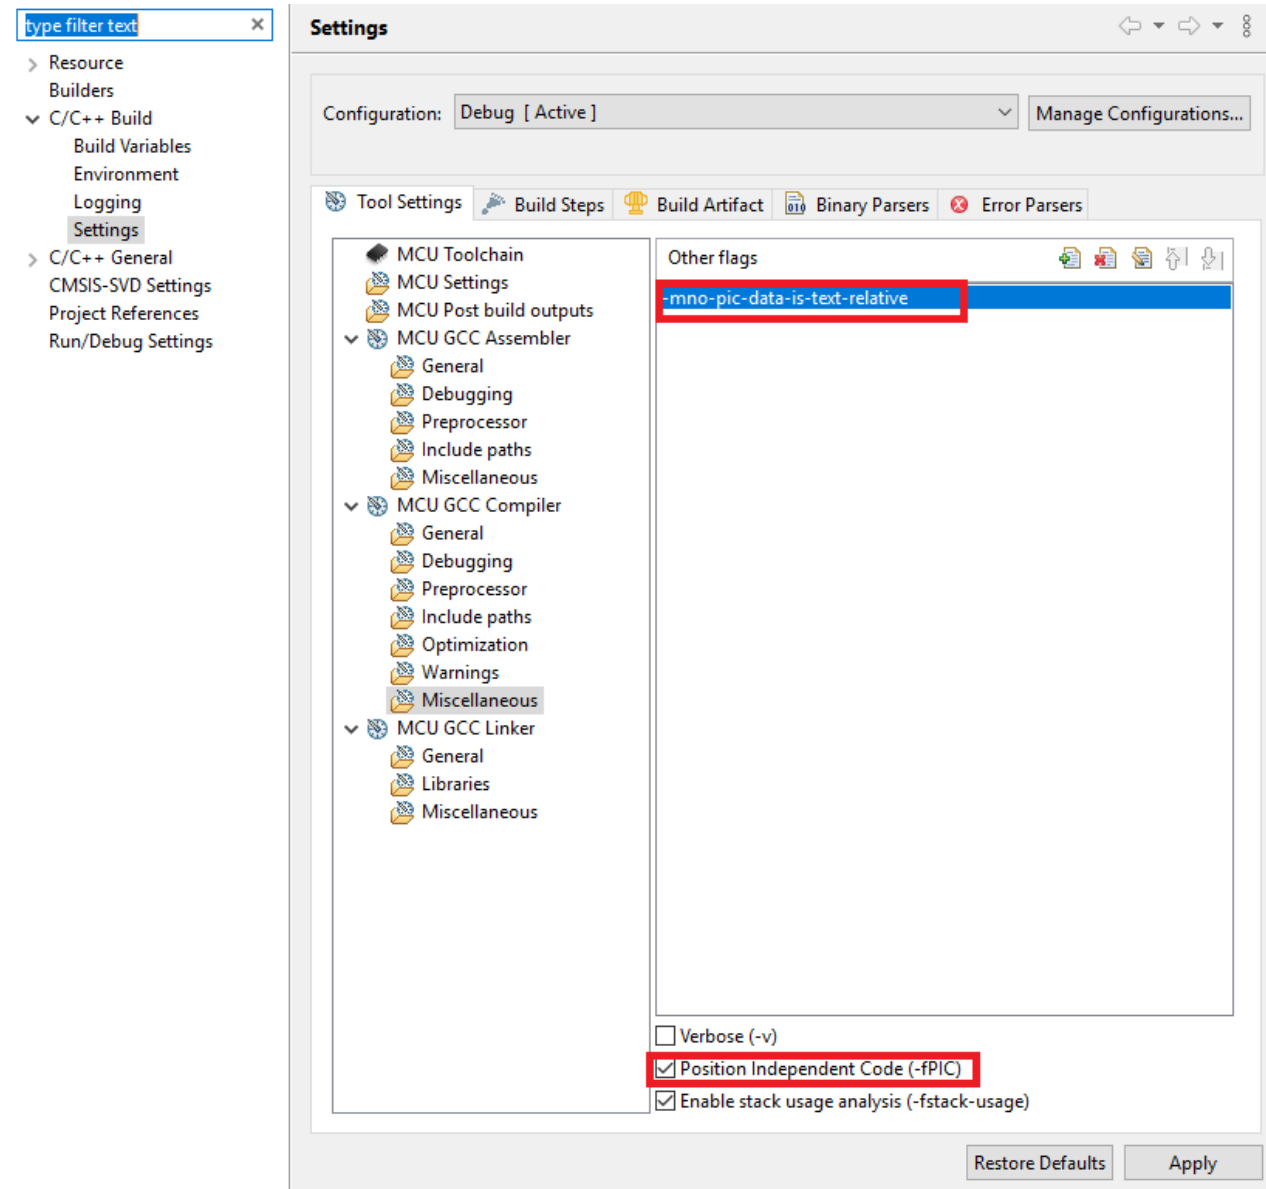 type filter text
Resource
Builders
C/C++ Build
Build Variables
Environment
Logging
Settings
C/C++ General
CMSIS-SVD Settings
Project References
Run/Debug Settings
Settings
Configuration: Debug [ Active ] Manage Configurations...
Tool Settings Build Steps Build Artifact Binary Parsers Error Parsers
MCU Toolchain
MCU Settings
MCU Post build outputs
MCU GCC Assembler
General
Debugging
Preprocessor
Include paths
Miscellaneous
MCU GCC Compiler
General
Debugging
Preprocessor
Include paths
Optimization
Warnings
Miscellaneous
MCU GCC Linker
General
Libraries
Miscellaneous
Other flags
-mno-pic-data-is-text-relative
Verbose (-v)
Position Independent Code (-fPIC)
Enable stack usage analysis (-fstack-usage)
Restore Defaults Apply